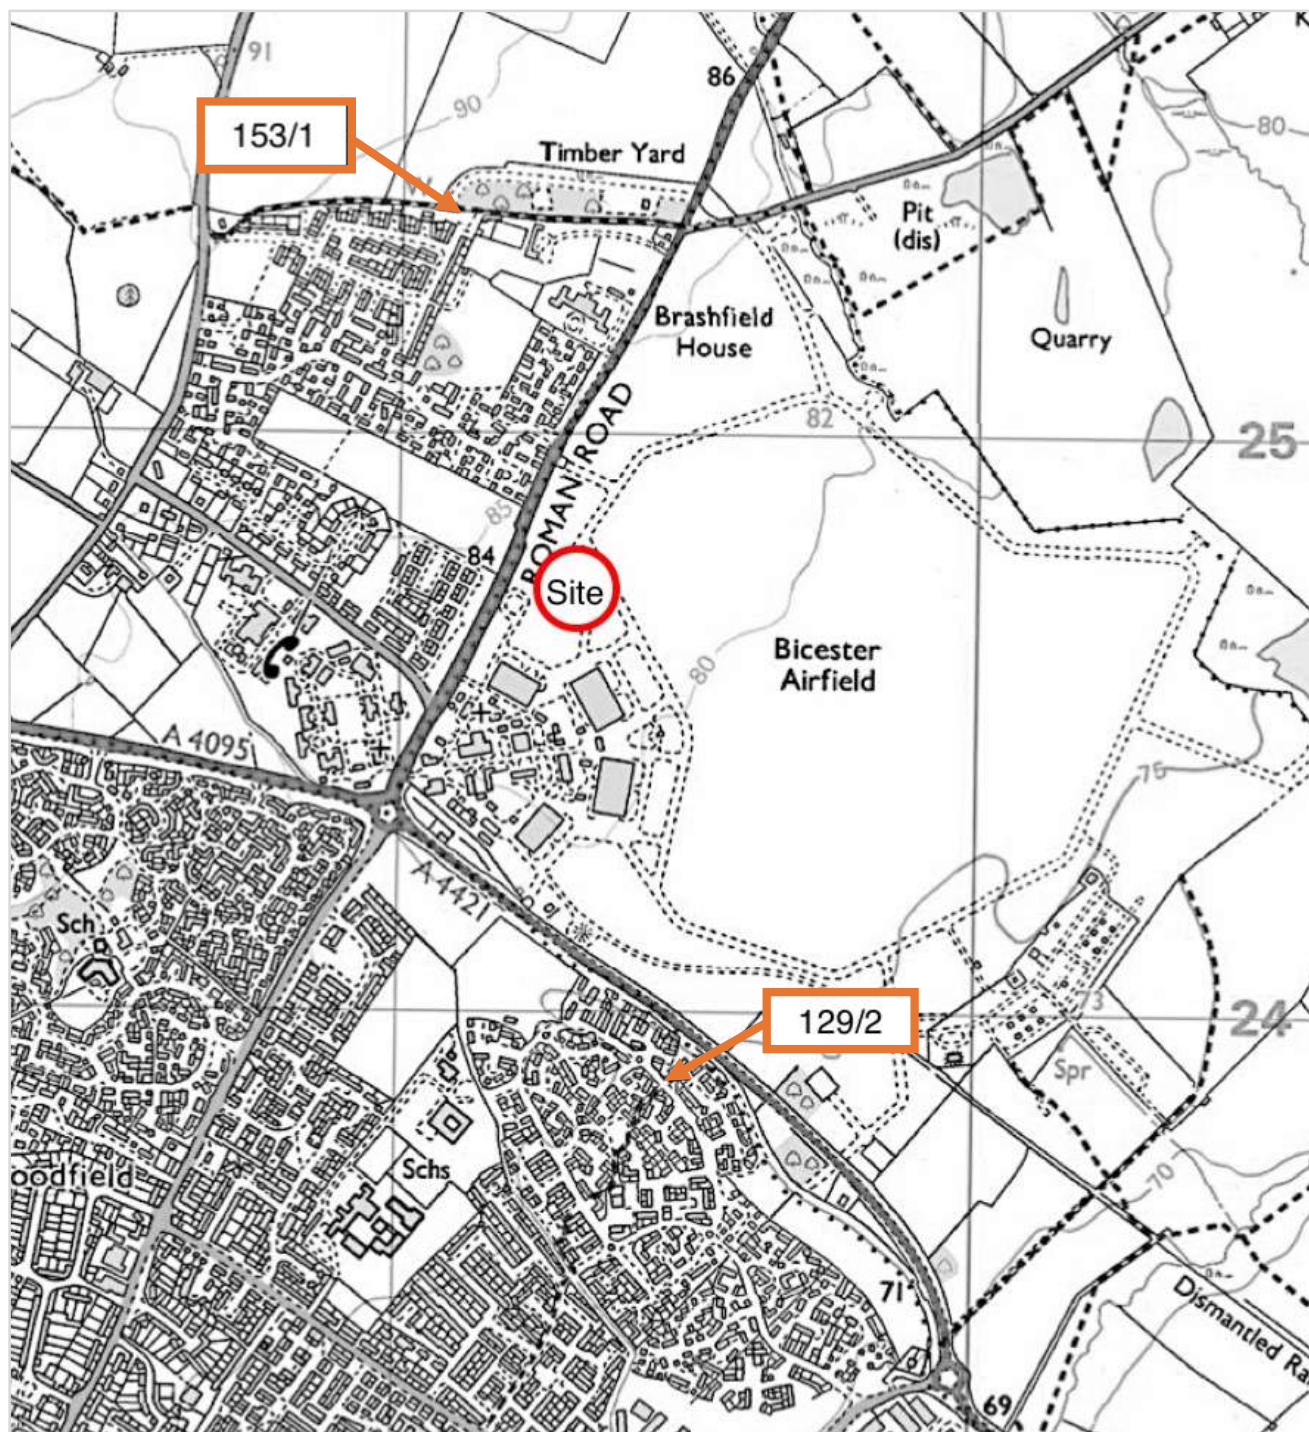 91
86
90
153/1
Timber Yard
80
Pit
(dis)
Brashfield
House
Quarry
ROMAN ROAD
82
25
85
84
Site
Bicester
Airfield
80
A 4095
75
A 4421
80
Sch
129/2
24
73
Spr
Schs
oodfield
70
71
Dismantled Ra
69